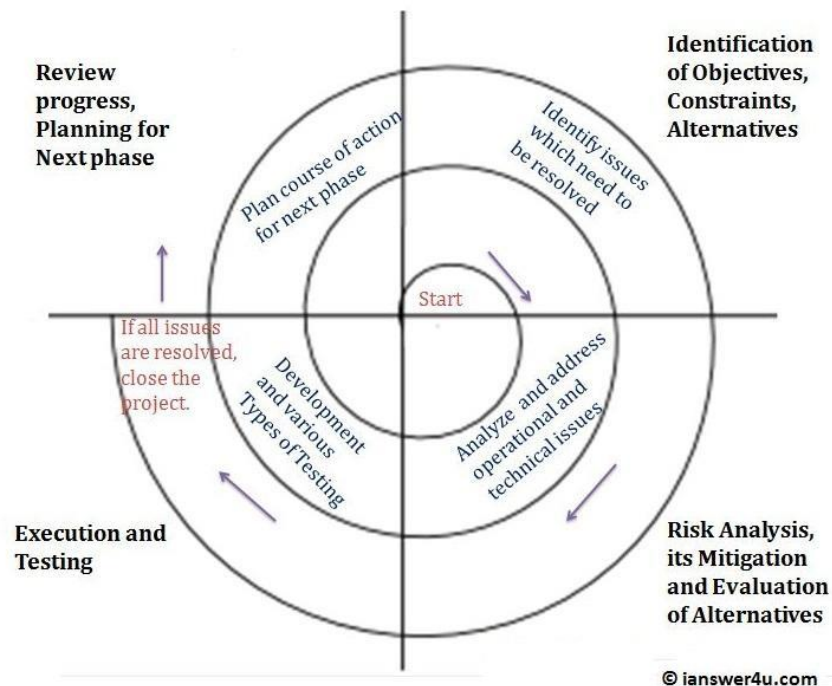 Review
progress,
Planning for
Next phase
Identification
of Objectives,
Constraints,
Alternatives
Plan course of action
for next phase
Identify issues
which need to
be resolved
Start
If all issues
are resolved,
close the
project.
Development
and various
Types of Testing
Analyze and address
operational and
technical issues
Execution and
Testing
Risk Analysis,
its Mitigation
and Evaluation
of Alternatives
© ianswer4u.com